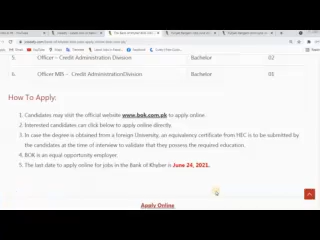 5. Officer – Credit Administration Division Bachelor 02
6. Officer MIS – Credit AdministrationDivision Bachelor 01
How To Apply:
1. Candidates may visit the official website www.bok.com.pk to apply online.
2. Interested candidates can click below to apply online directly.
3. In case the degree is obtained from a foreign University, an equivalency certificate from HEC is to be submitted by
the candidates at the time of interview to validate that they possess the required education.
4. BOK is an equal opportunity employer.
5. The last date to apply online for jobs in the Bank of Khyber is June 24, 2021.
Apply Online